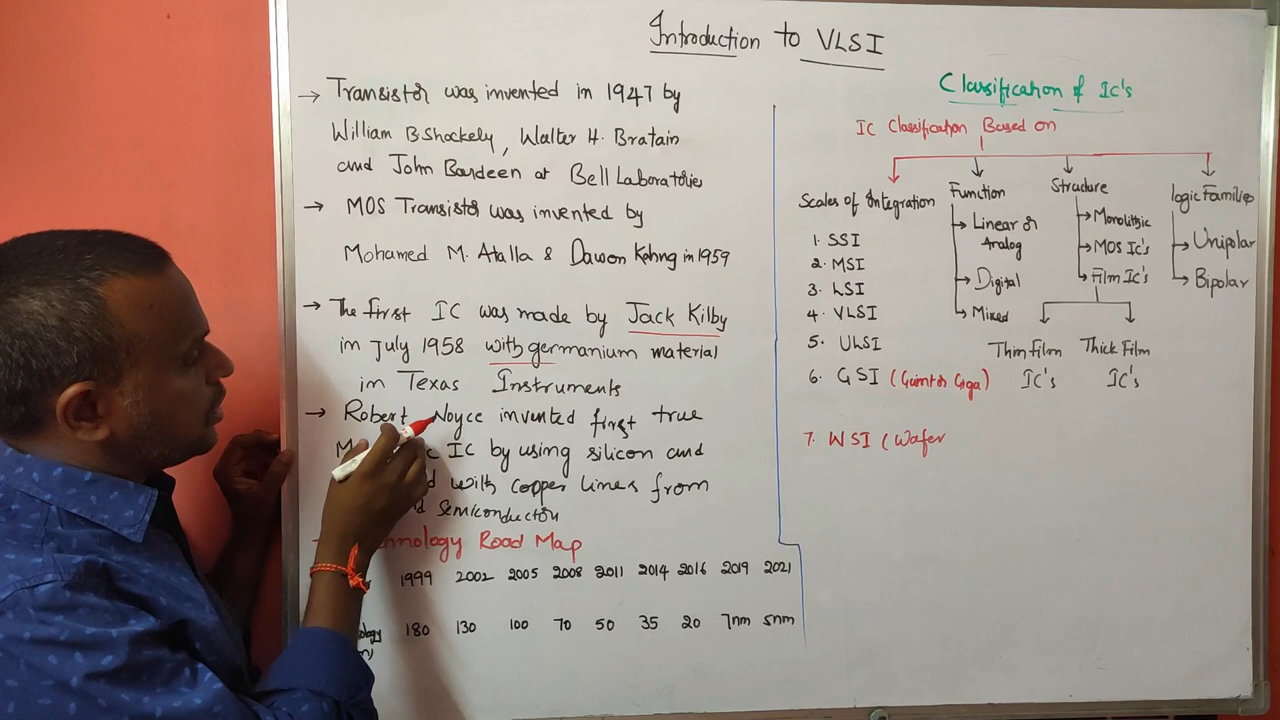 Introduction to VLSI
→ Transistor was invented in 1947 by
William B Shockely, Walter H. Bratain
and John Bardeen at Bell Laboratories
→ MOS Transistor was invented by
Mohamed M. Atalla & Dawon Kahng in 1959
→ The first IC was made by Jack Kilby
in July 1958 with germanium material
in Texas Instruments
→ Robert Noyce invented first true
IC by using silicon and
with copper lines from
Semiconductor
Technology Road Map
1999 2002 2005 2008 2011 2014 2016 2019 2021
180 130 100 70 50 35 20 7nm 5nm
Classification of Ic's
IC Classification Based on
Scales of Integration
1. SSI
2. MSI
3. LSI
4. VLSI
5. ULSI
6. GSI (Giant or Giga)
7. WSI (Wafer
Function
Linear or
Analog
Digital
Mixed
Structure
Monolithic
MOS Ic's
Film Ic's
Thin Film
Ic's
Thick Film
Ic's
logic Families
Unipolar
Bipolar